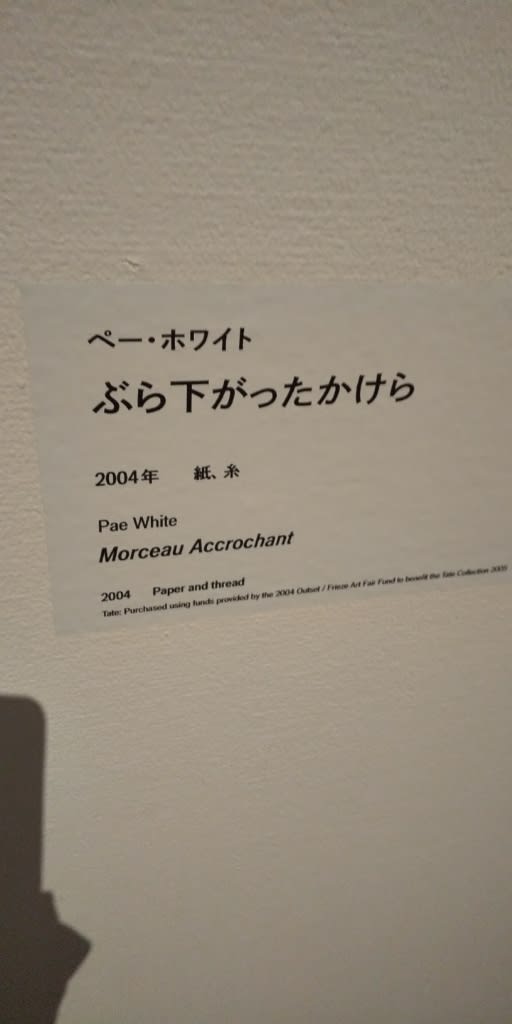 ペー・ホワイト
ぶら下がったかけら
2004年 紙、糸
Pae White
Morceau Accrochant
2004 Paper and thread
Tate: Purchased using funds provided by the 2004 Outset / Frieze Art Fair Fund to benefit the Tate Collection 2005